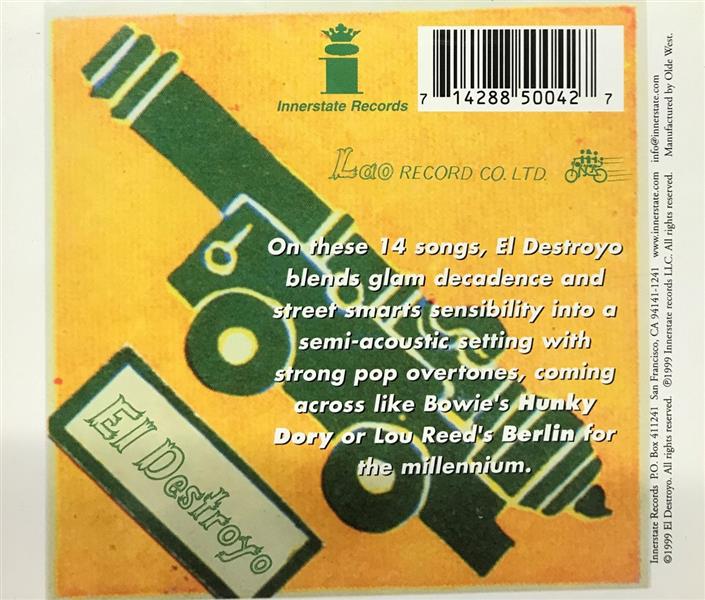 Innerstate Records
7 14288 50042 7
Lao RECORD CO. LTD.
On these 14 songs, El Destroyo
blends glam decadence and
street smarts sensibility into a
semi-acoustic setting with
strong pop overtones, coming
across like Bowie's Hunky
Dory or Lou Reed's Berlin for
the millennium.
El Destroyo
Innerstate Records P.O. Box 411241 San Francisco, CA 94141-1241 www.innerstate.com info@innerstate.com
©1999 El Destroyo. All rights reserved. ℗1999 Innerstate records LLC. All rights reserved. Manufactured by Olde West.